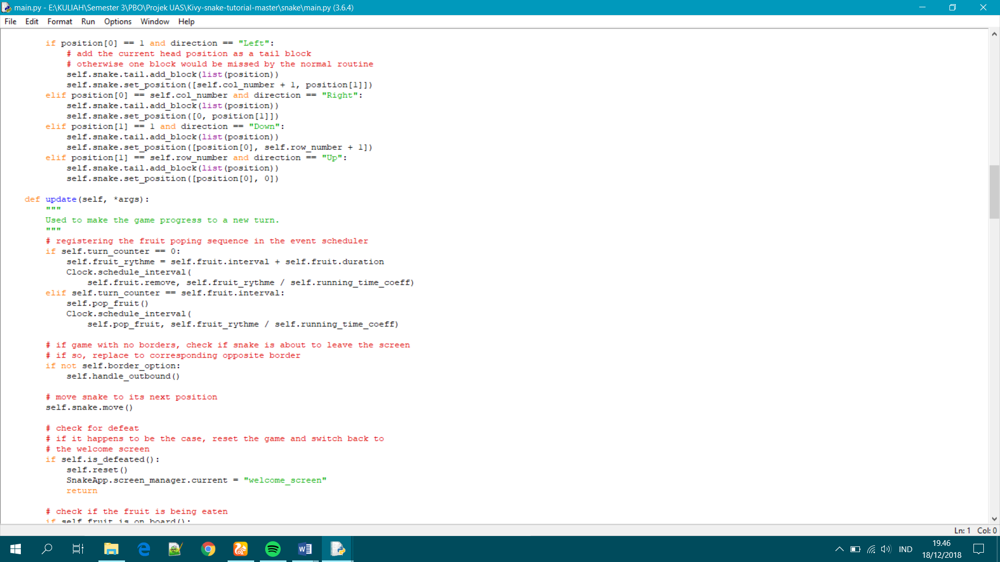 main.py - E:\KULIAH\Semester 3\PBO\Projek UAS\Kivy-snake-tutorial-master\snake\main.py (3.6.4)
File Edit Format Run Options Window Help
        if position[0] == 1 and direction == "Left":
            # add the current head position as a tail block
            # otherwise one block would be missed by the normal routine
            self.snake.tail.add_block(list(position))
            self.snake.set_position([self.col_number + 1, position[1]])
        elif position[0] == self.col_number and direction == "Right":
            self.snake.tail.add_block(list(position))
            self.snake.set_position([0, position[1]])
        elif position[1] == 1 and direction == "Down":
            self.snake.tail.add_block(list(position))
            self.snake.set_position([position[0], self.row_number + 1])
        elif position[1] == self.row_number and direction == "Up":
            self.snake.tail.add_block(list(position))
            self.snake.set_position([position[0], 0])

    def update(self, *args):
        """
        Used to make the game progress to a new turn.
        """
        # registering the fruit poping sequence in the event scheduler
        if self.turn_counter == 0:
            self.fruit_rythme = self.fruit.interval + self.fruit.duration
            Clock.schedule_interval(
                self.fruit.remove, self.fruit_rythme / self.running_time_coeff)
        elif self.turn_counter == self.fruit.interval:
            self.pop_fruit()
            Clock.schedule_interval(
                self.pop_fruit, self.fruit_rythme / self.running_time_coeff)

        # if game with no borders, check if snake is about to leave the screen
        # if so, replace to corresponding opposite border
        if not self.border_option:
            self.handle_outbound()

        # move snake to its next position
        self.snake.move()

        # check for defeat
        # if it happens to be the case, reset the game and switch back to
        # the welcome screen
        if self.is_defeated():
            self.reset()
            SnakeApp.screen_manager.current = "welcome_screen"
            return

        # check if the fruit is being eaten
        if self.fruit.is_on_board():
Ln: 1 Col: 0
IND
19.46
18/12/2018